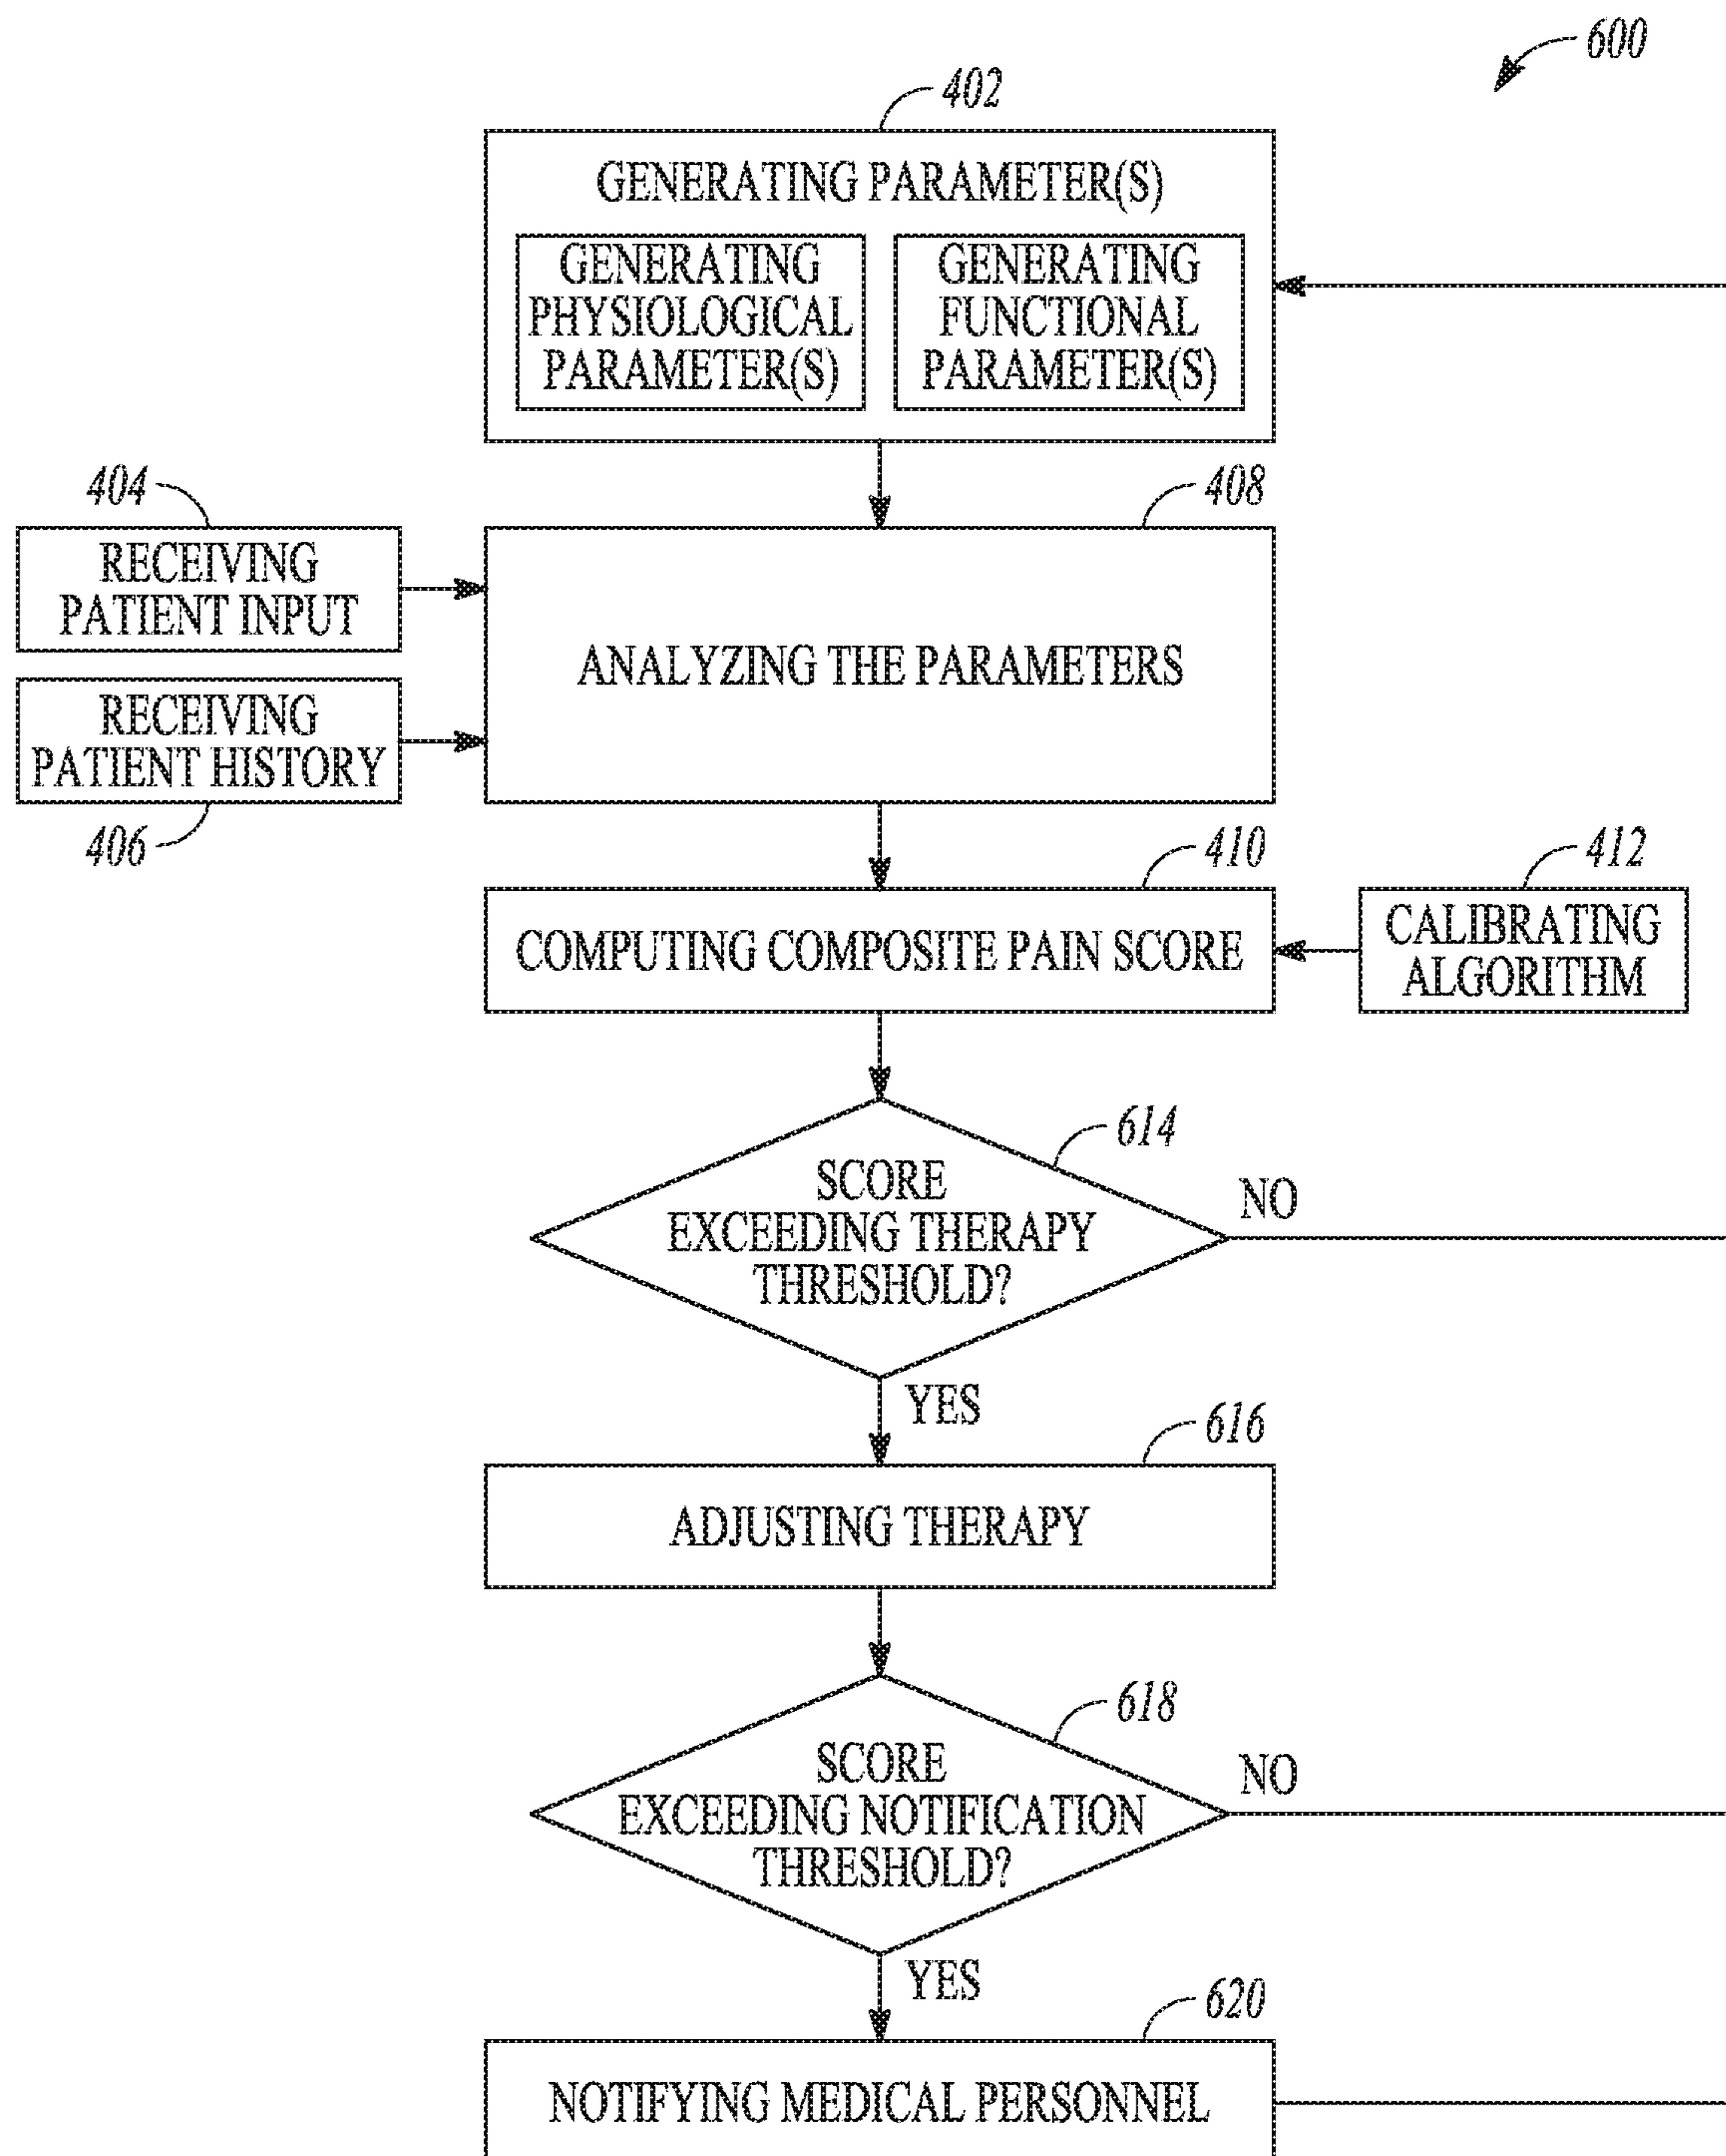 600
402
GENERATING PARAMETER(S)
GENERATING
PHYSIOLOGICAL
PARAMETER(S)
GENERATING
FUNCTIONAL
PARAMETER(S)
404
RECEIVING
PATIENT INPUT
408
ANALYZING THE PARAMETERS
RECEIVING
PATIENT HISTORY
406
410
COMPUTING COMPOSITE PAIN SCORE
412
CALIBRATING
ALGORITHM
614
SCORE
EXCEEDING THERAPY
THRESHOLD?
NO
YES
616
ADJUSTING THERAPY
618
SCORE
EXCEEDING NOTIFICATION
THRESHOLD?
NO
YES
620
NOTIFYING MEDICAL PERSONNEL